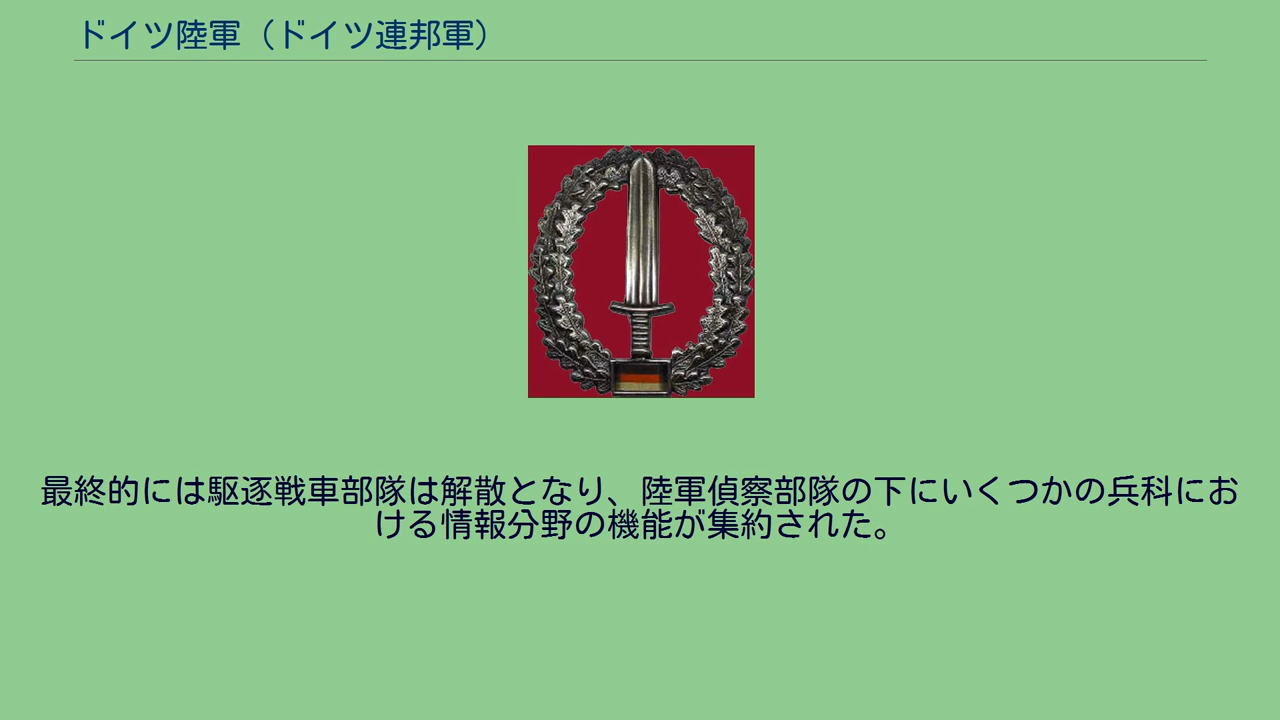 ドイツ陸軍（ドイツ連邦軍）
最終的には駆逐戦車部隊は解散となり、陸軍偵察部隊の下にいくつかの兵科にお
ける情報分野の機能が集約された。